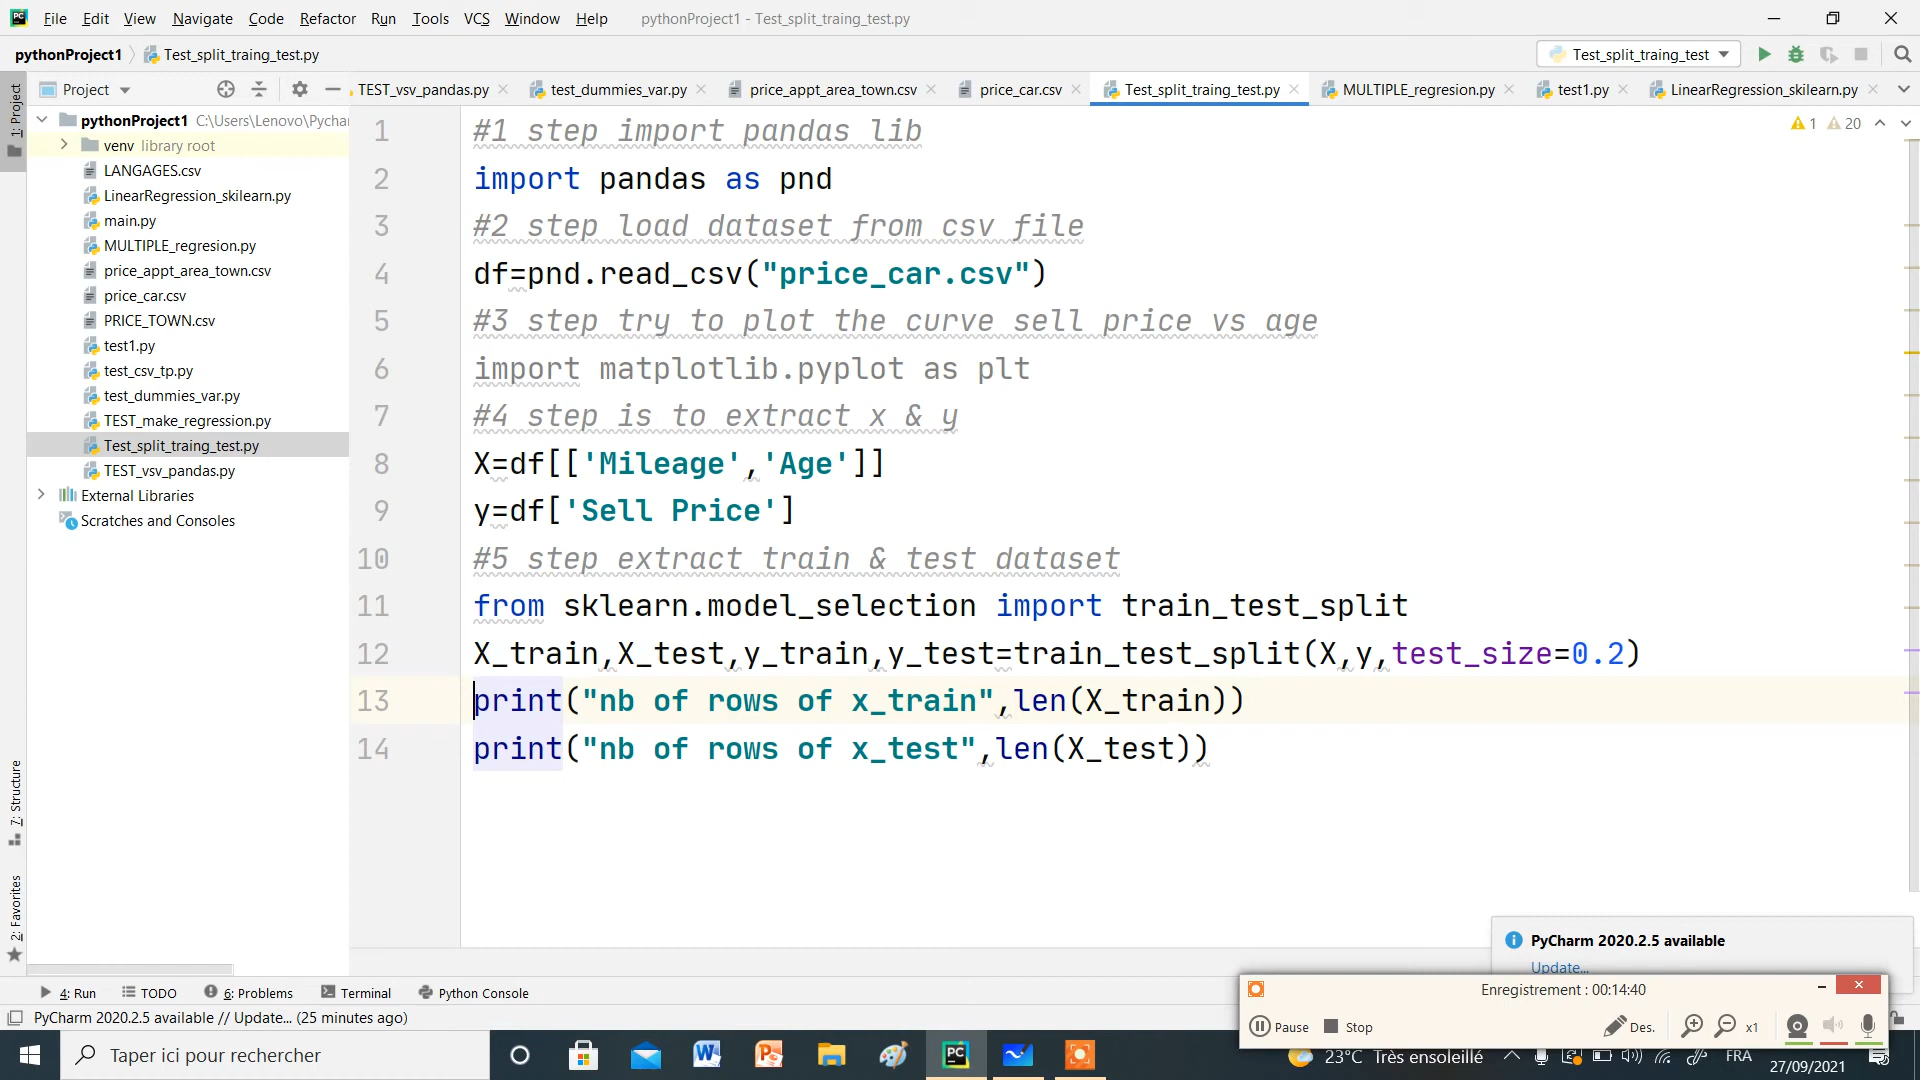 File Edit View Navigate Code Refactor Run Tools VCS Window Help pythonProject1 - Test_split_traing_test.py
pythonProject1 Test_split_traing_test.py Test_split_traing_test
1: Project
Project TEST_vsv_pandas.py test_dummies_var.py price_appt_area_town.csv price_car.csv Test_split_traing_test.py MULTIPLE_regresion.py test1.py LinearRegression_skilearn.py
pythonProject1 C:\Users\Lenovo\Pychar
venv library root
LANGAGES.csv
LinearRegression_skilearn.py
main.py
MULTIPLE_regresion.py
price_appt_area_town.csv
price_car.csv
PRICE_TOWN.csv
test1.py
test_csv_tp.py
test_dummies_var.py
TEST_make_regression.py
Test_split_traing_test.py
TEST_vsv_pandas.py
External Libraries
Scratches and Consoles
7: Structure
2: Favorites
1 20
1 #1 step import pandas lib
2 import pandas as pnd
3 #2 step load dataset from csv file
4 df=pnd.read_csv("price_car.csv")
5 #3 step try to plot the curve sell price vs age
6 import matplotlib.pyplot as plt
7 #4 step is to extract x & y
8 X=df[['Mileage','Age']]
9 y=df['Sell Price']
10 #5 step extract train & test dataset
11 from sklearn.model_selection import train_test_split
12 X_train,X_test,y_train,y_test=train_test_split(X,y,test_size=0.2)
13 print("nb of rows of x_train",len(X_train))
14 print("nb of rows of x_test",len(X_test))
PyCharm 2020.2.5 available
Update...
Enregistrement : 00:14:40
Pause Stop Des. x1
4: Run TODO 6: Problems Terminal Python Console
PyCharm 2020.2.5 available // Update... (25 minutes ago)
Taper ici pour rechercher
23°C Très ensoleillé FRA
27/09/2021